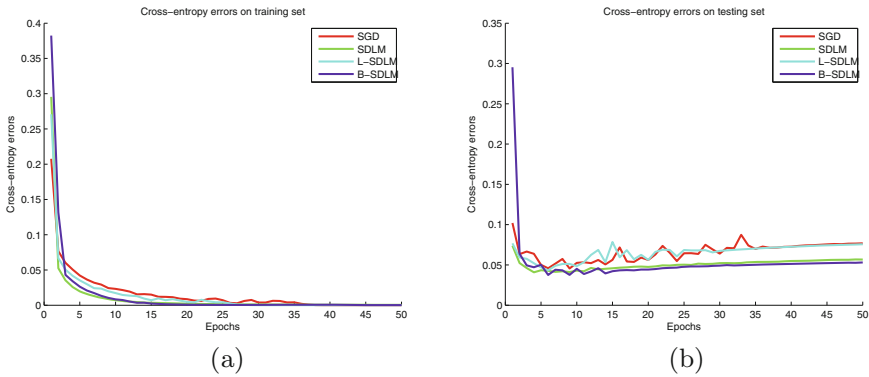 Cross−entropy errors on training set
0.4
0.35
0.3
0.25
0.2
0.15
0.1
0.05
0
Cross−entropy errors
0 5 10 15 20 25 30 35 40 45 50
Epochs
SGD
SDLM
L−SDLM
B−SDLM
(a)
Cross−entropy errors on testing set
0.35
0.3
0.25
0.2
0.15
0.1
0.05
0
Cross−entropy errors
0 5 10 15 20 25 30 35 40 45 50
Epochs
SGD
SDLM
L−SDLM
B−SDLM
(b)